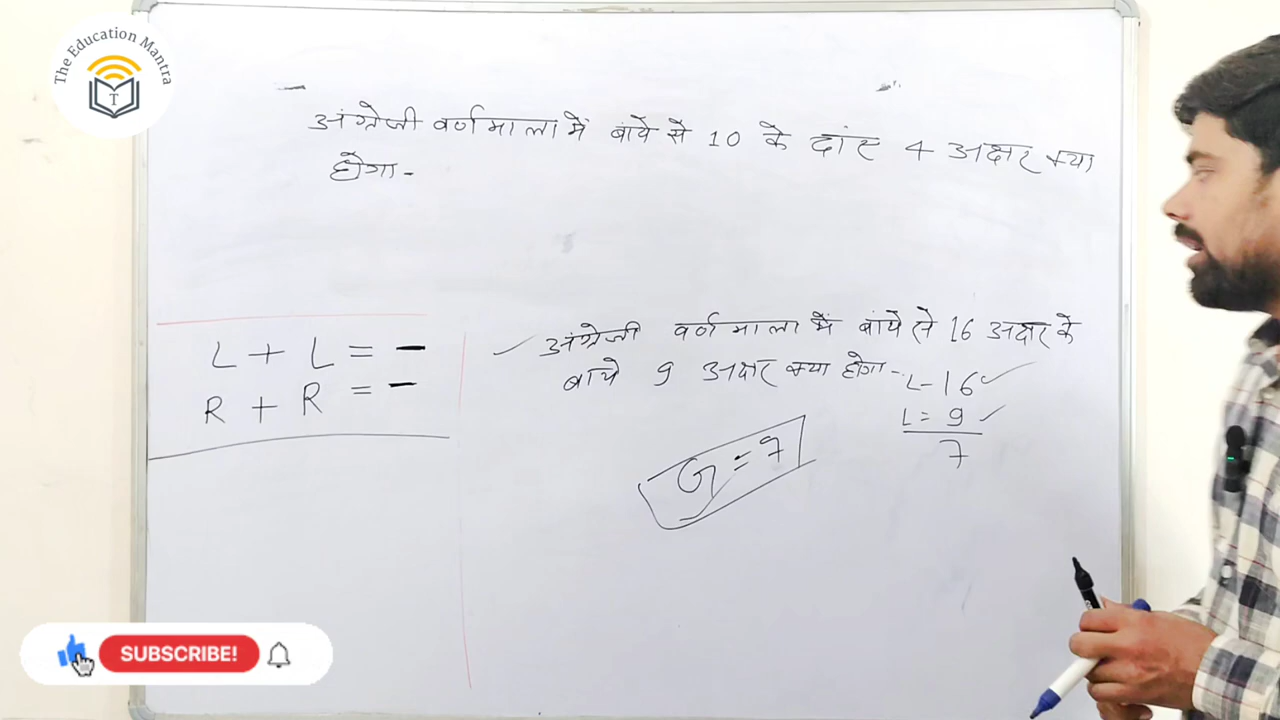 The Education Mantra
T
अंग्रेजी वर्णमाला में बांये से 10 के दांए 4 अक्षर क्या
होगा-
L + L = -
R + R = -
अंग्रेजी वर्णमाला में बांये से 16 अक्षर के
बाये 9 अक्षर क्या होगा-
L-16
L = 9
7
G = 7
SUBSCRIBE!